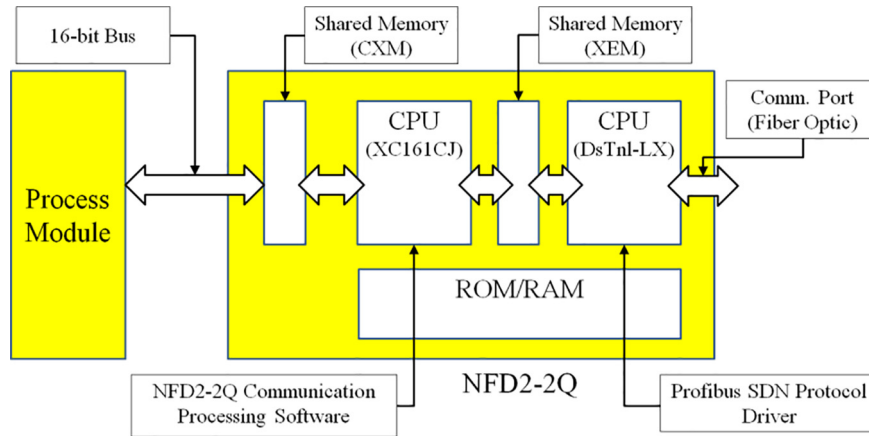 16-bit Bus
Shared Memory
(CXM)
Shared Memory
(XEM)
Comm. Port
(Fiber Optic)
Process
Module
CPU
(XC161CJ)
CPU
(DsTnl-LX)
ROM/RAM
NFD2-2Q
NFD2-2Q Communication
Processing Software
Profibus SDN Protocol
Driver